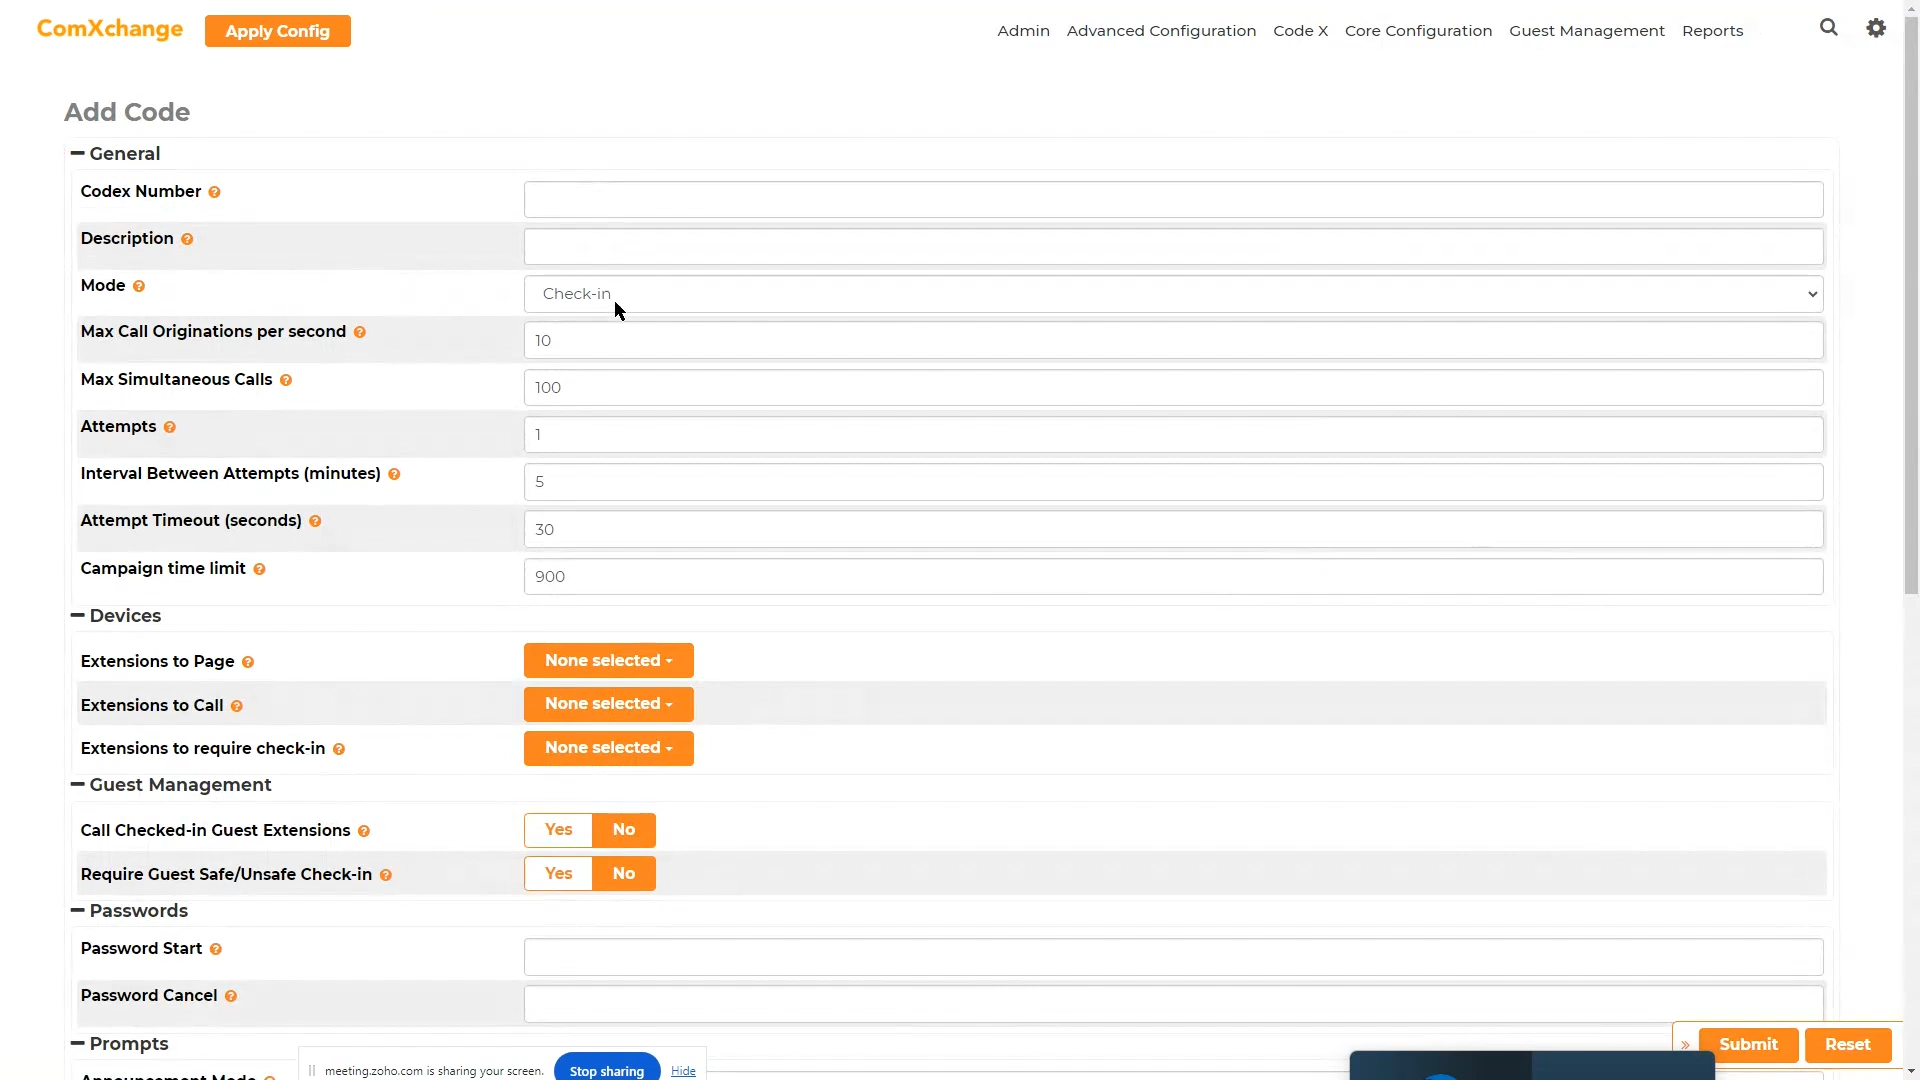 ComXchange
Apply Config
Admin Advanced Configuration Code X Core Configuration Guest Management Reports
Add Code
General
Codex Number
Description
Mode
Check-in
Max Call Originations per second
10
Max Simultaneous Calls
100
Attempts
1
Interval Between Attempts (minutes)
5
Attempt Timeout (seconds)
30
Campaign time limit
900
Devices
Extensions to Page
None selected
Extensions to Call
None selected
Extensions to require check-in
None selected
Guest Management
Call Checked-in Guest Extensions
Yes No
Require Guest Safe/Unsafe Check-in
Yes No
Passwords
Password Start
Password Cancel
Prompts
» Submit Reset
meeting.zoho.com is sharing your screen. Stop sharing Hide
Announcement Mode